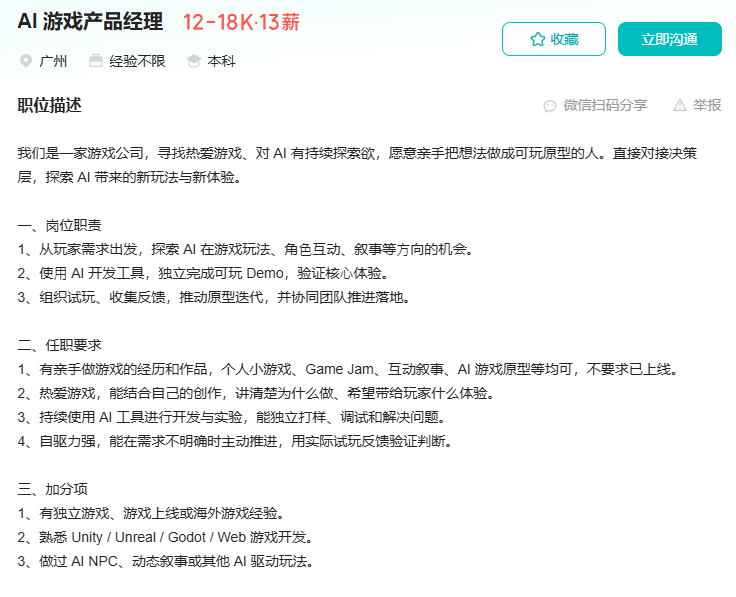 AI 游戏产品经理 12-18K·13薪
收藏 立即沟通
广州 经验不限 本科
职位描述
微信扫码分享 举报
我们是一家游戏公司，寻找热爱游戏、对 AI 有持续探索欲，愿意亲手把想法做成可玩原型的人。直接对接决策
层，探索 AI 带来的新玩法与新体验。
一、岗位职责
1、从玩家需求出发，探索 AI 在游戏玩法、角色互动、叙事等方向的机会。
2、使用 AI 开发工具，独立完成可玩 Demo，验证核心体验。
3、组织试玩、收集反馈，推动原型迭代，并协同团队推进落地。
二、任职要求
1、有亲手做游戏的经历和作品，个人小游戏、Game Jam、互动叙事、AI 游戏原型等均可，不要求已上线。
2、热爱游戏，能结合自己的创作，讲清楚为什么做、希望带给玩家什么体验。
3、持续使用 AI 工具进行开发与实验，能独立打样、调试和解决问题。
4、自驱力强，能在需求不明确时主动推进，用实际试玩反馈验证判断。
三、加分项
1、有独立游戏、游戏上线或海外游戏经验。
2、熟悉 Unity / Unreal / Godot / Web 游戏开发。
3、做过 AI NPC、动态叙事或其他 AI 驱动玩法。